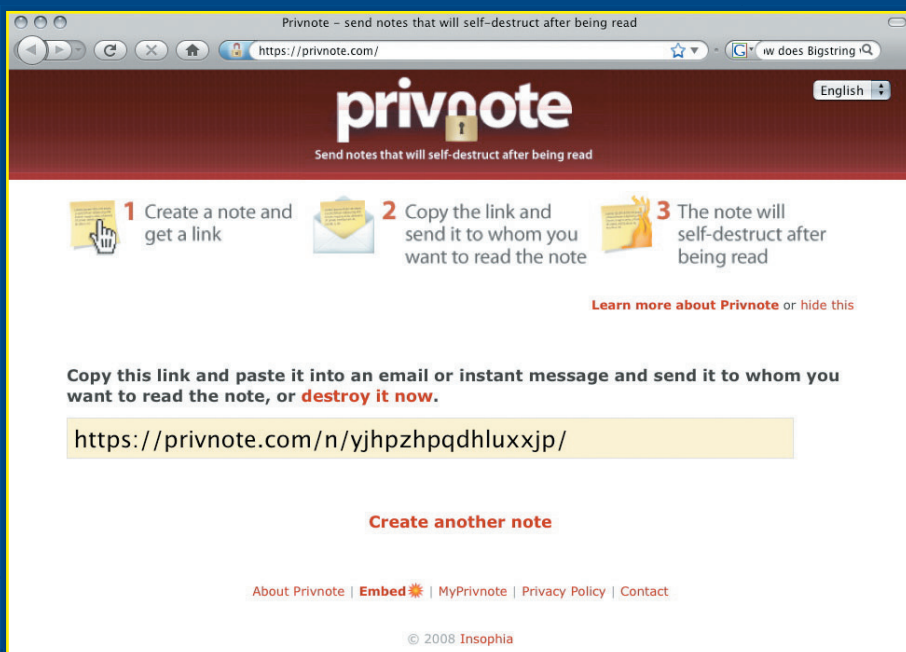 Privnote – send notes that will self-destruct after being read
https://privnote.com/
G
w does Bigstring
English
privnote
Send notes that will self-destruct after being read
1 Create a note and
get a link
2 Copy the link and
send it to whom you
want to read the note
3 The note will
self-destruct after
being read
Learn more about Privnote or hide this
Copy this link and paste it into an email or instant message and send it to whom you
want to read the note, or destroy it now.
https://privnote.com/n/yjhpzhpqdhluxxjp/
Create another note
About Privnote | Embed | MyPrivnote | Privacy Policy | Contact
© 2008 Insophia